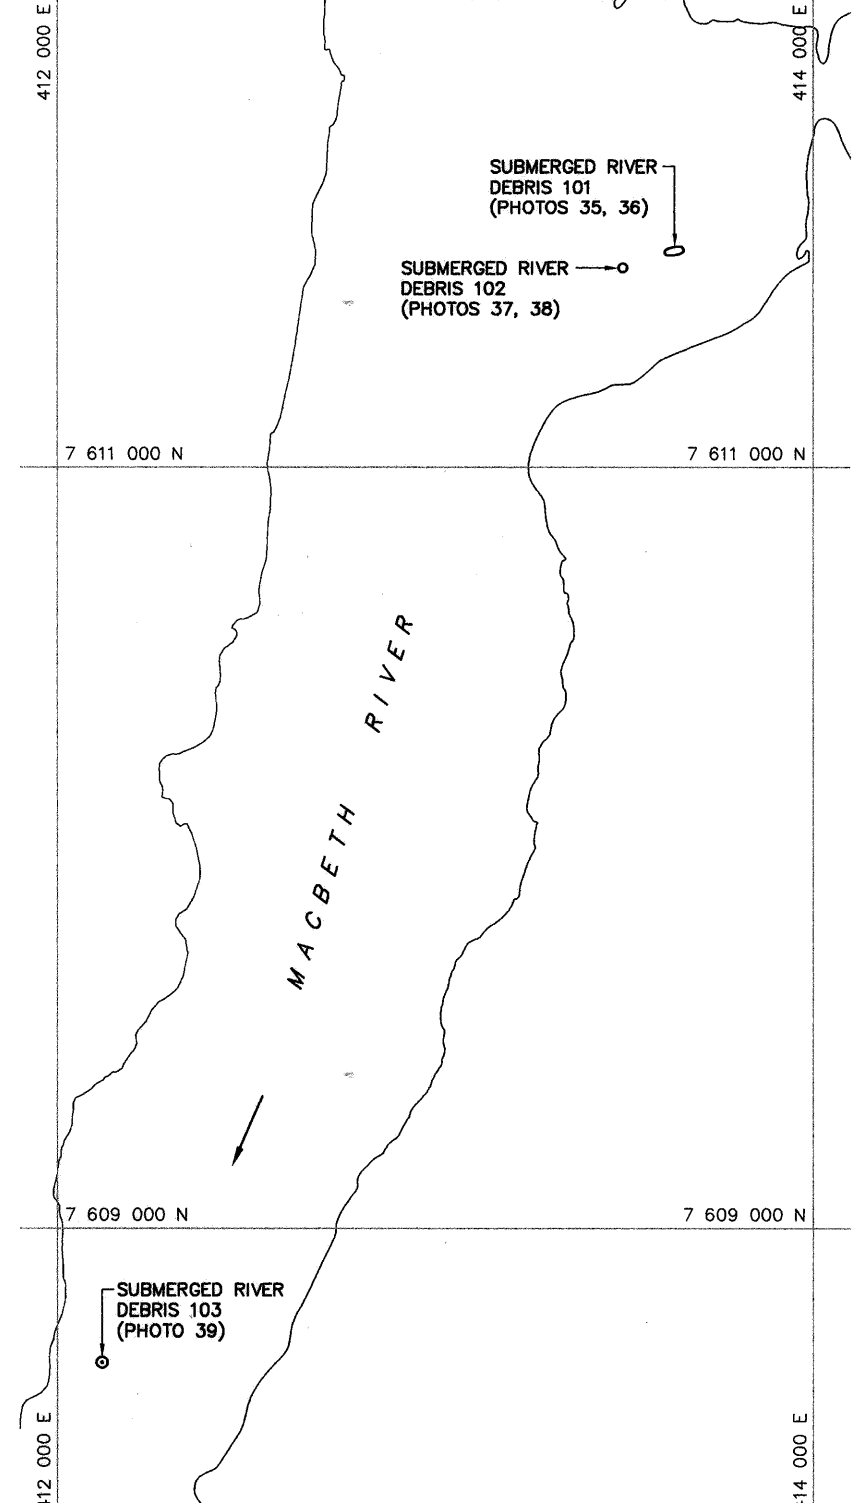 412 000 E
414 000 E
SUBMERGED RIVER
DEBRIS 101
(PHOTOS 35, 36)
SUBMERGED RIVER
DEBRIS 102
(PHOTOS 37, 38)
7 611 000 N
7 611 000 N
MACBETH RIVER
7 609 000 N
7 609 000 N
SUBMERGED RIVER
DEBRIS 103
(PHOTO 39)
412 000 E
414 000 E